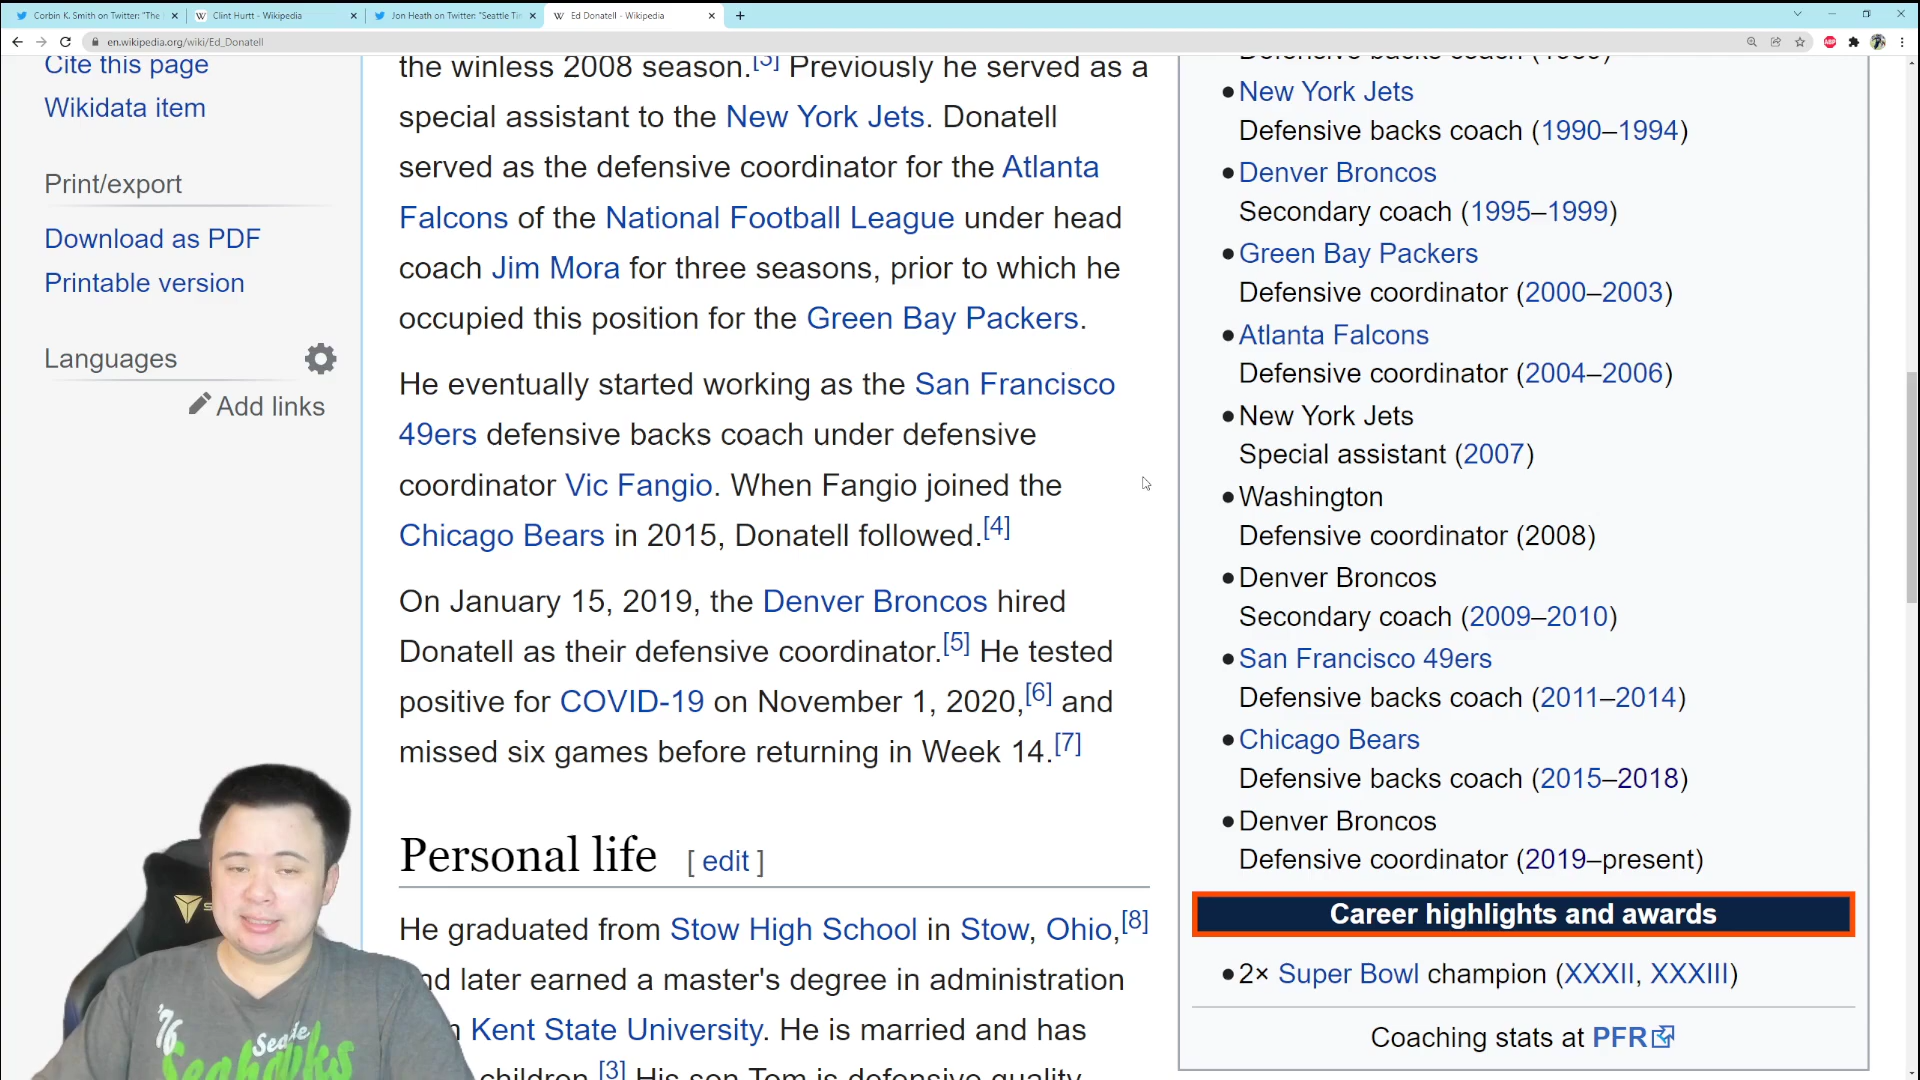 Corbin K. Smith on Twitter: "The
Clint Hurtt - Wikipedia
Jon Heath on Twitter: "Seattle Ti
Ed Donatell - Wikipedia
en.wikipedia.org/wiki/Ed_Donatell
Cite this page
Wikidata item
Print/export
Download as PDF
Printable version
Languages
Add links
the winless 2008 season.[3] Previously he served as a
special assistant to the New York Jets. Donatell
served as the defensive coordinator for the Atlanta
Falcons of the National Football League under head
coach Jim Mora for three seasons, prior to which he
occupied this position for the Green Bay Packers.
He eventually started working as the San Francisco
49ers defensive backs coach under defensive
coordinator Vic Fangio. When Fangio joined the
Chicago Bears in 2015, Donatell followed.[4]
On January 15, 2019, the Denver Broncos hired
Donatell as their defensive coordinator.[5] He tested
positive for COVID-19 on November 1, 2020,[6] and
missed six games before returning in Week 14.[7]
Personal life [ edit ]
He graduated from Stow High School in Stow, Ohio,[8]
nd later earned a master's degree in administration
Kent State University. He is married and has
children.[3] His son Tom is defensive quality
• New York Jets
Defensive backs coach (1990–1994)
• Denver Broncos
Secondary coach (1995–1999)
• Green Bay Packers
Defensive coordinator (2000–2003)
• Atlanta Falcons
Defensive coordinator (2004–2006)
• New York Jets
Special assistant (2007)
• Washington
Defensive coordinator (2008)
• Denver Broncos
Secondary coach (2009–2010)
• San Francisco 49ers
Defensive backs coach (2011–2014)
• Chicago Bears
Defensive backs coach (2015–2018)
• Denver Broncos
Defensive coordinator (2019–present)
Career highlights and awards
• 2× Super Bowl champion (XXXII, XXXIII)
Coaching stats at PFR
'76
Seahawks